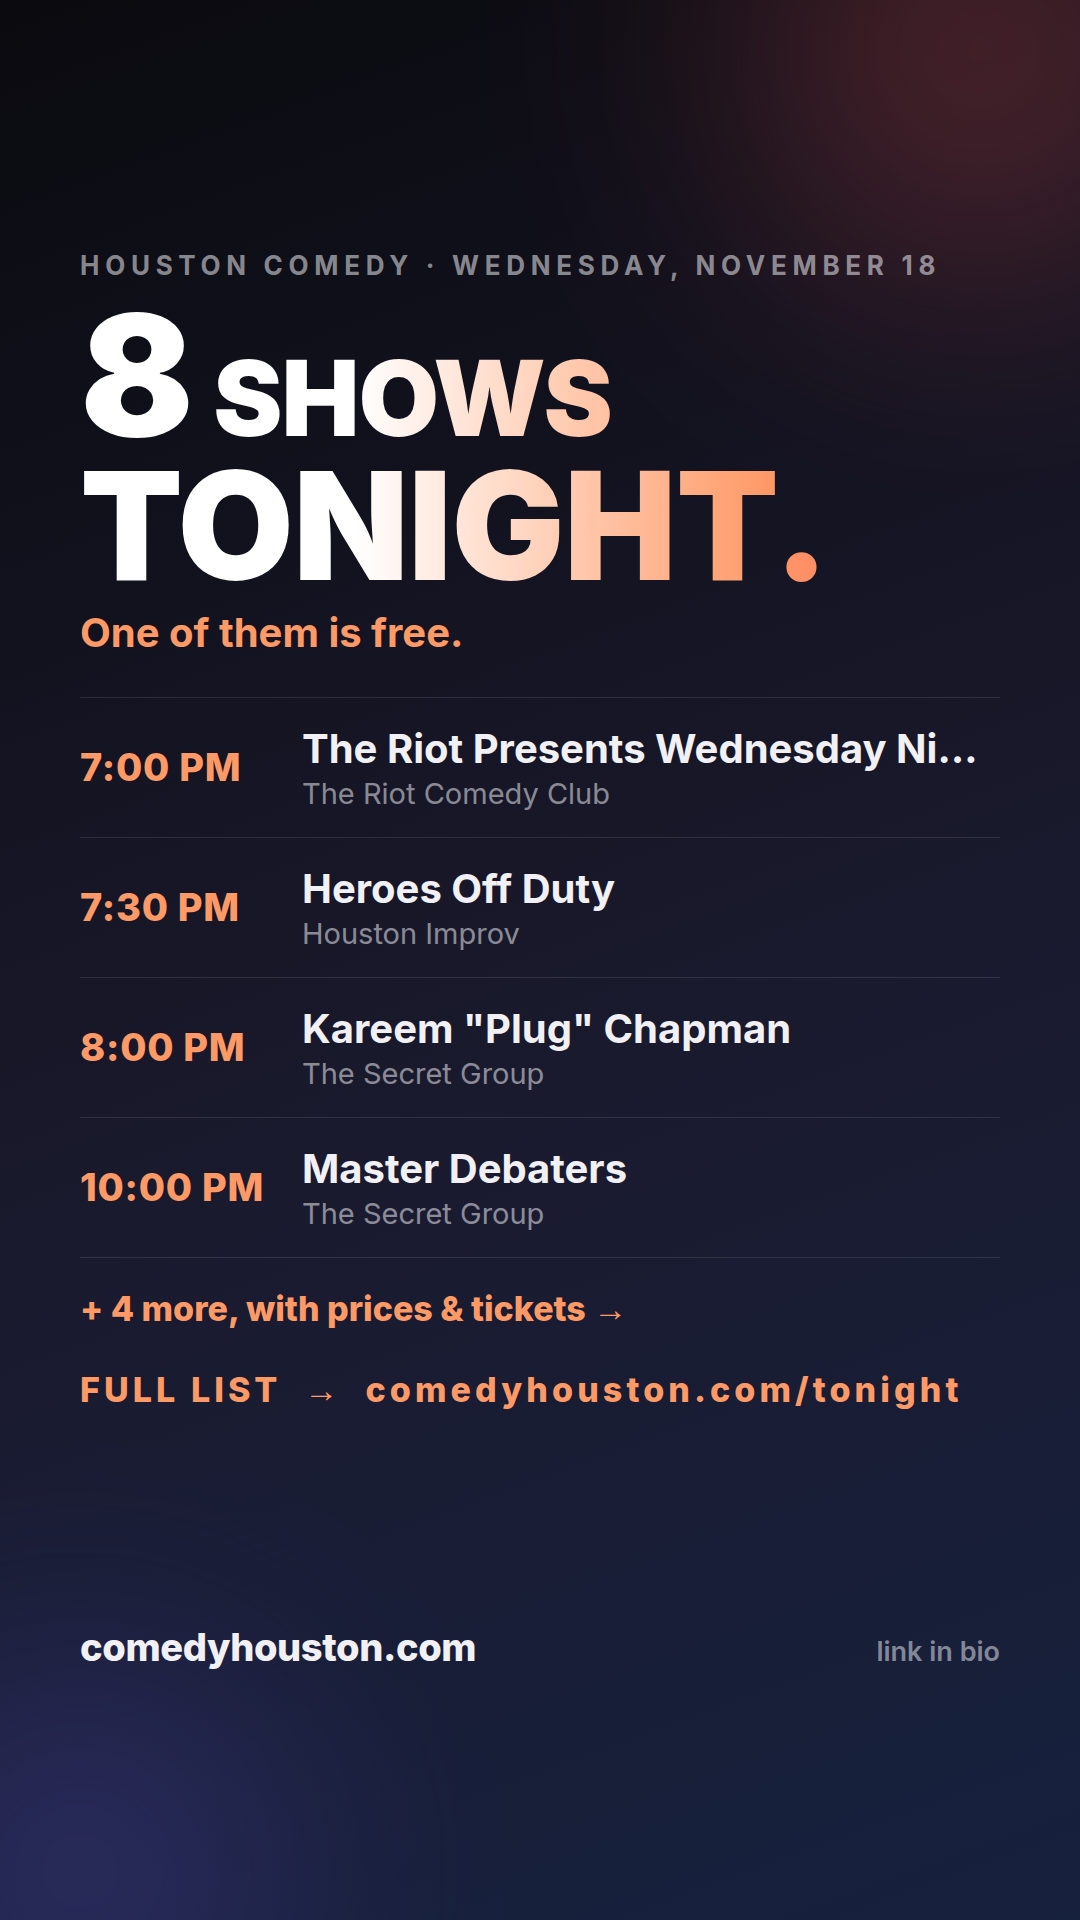 HOUSTON COMEDY · WEDNESDAY, NOVEMBER 18
8 SHOWS
TONIGHT.
One of them is free.
7:00 PM
The Riot Presents Wednesday Ni...
The Riot Comedy Club
7:30 PM
Heroes Off Duty
Houston Improv
8:00 PM
Kareem "Plug" Chapman
The Secret Group
10:00 PM
Master Debaters
The Secret Group
+ 4 more, with prices & tickets →
FULL LIST → comedyhouston.com/tonight
comedyhouston.com
link in bio